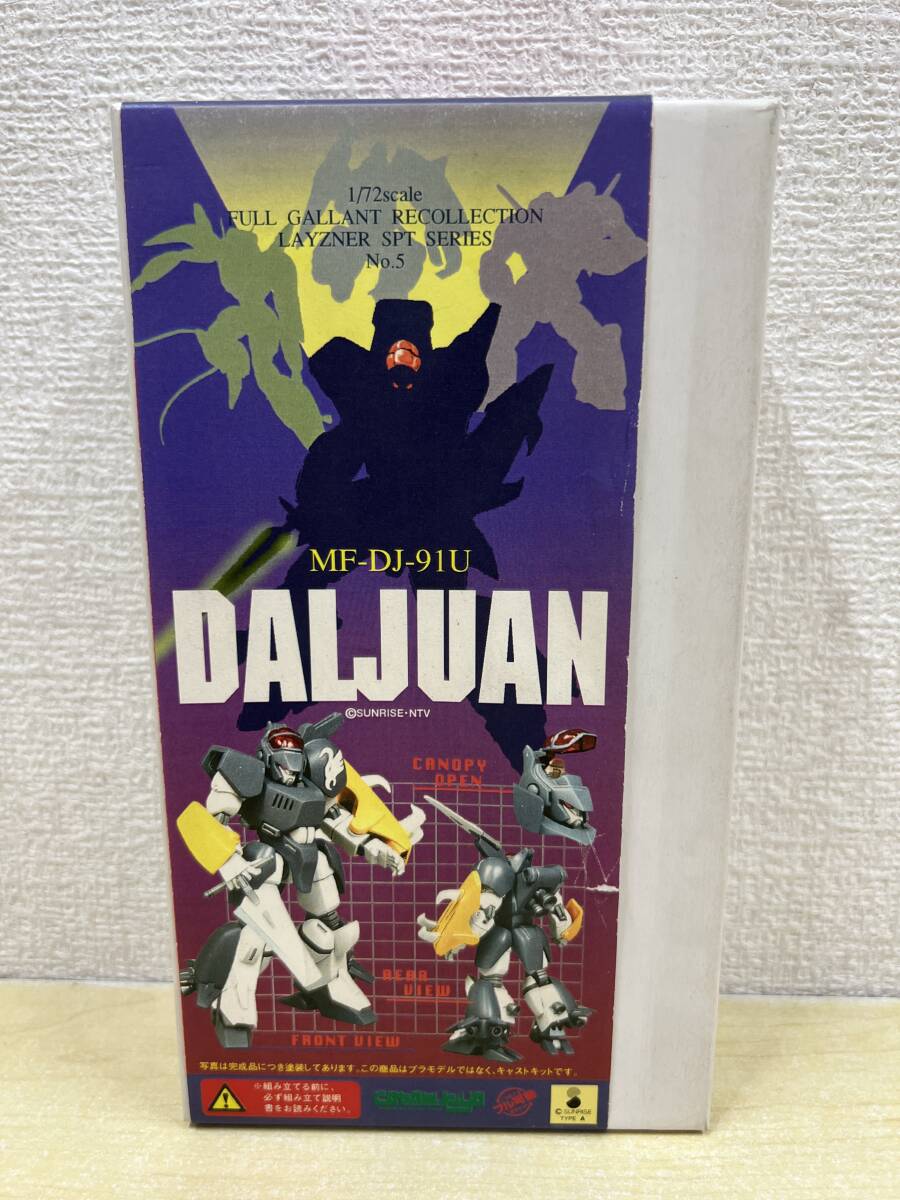 1/72scale
FULL GALLANT RECOLLECTION
LAYZNER SPT SERIES
No.5
MF-DJ-91U
DALJUAN
©SUNRISE・NTV
CANOPY
OPEN
REAR
VIEW
FRONT VIEW
写真は完成品につき塗装してあります。この商品はプラモデルではなく、キャストキットです。
※組み立てる前に、
必ず組み立て説明
書をお読みください。
©SUNRISE
TYPE A